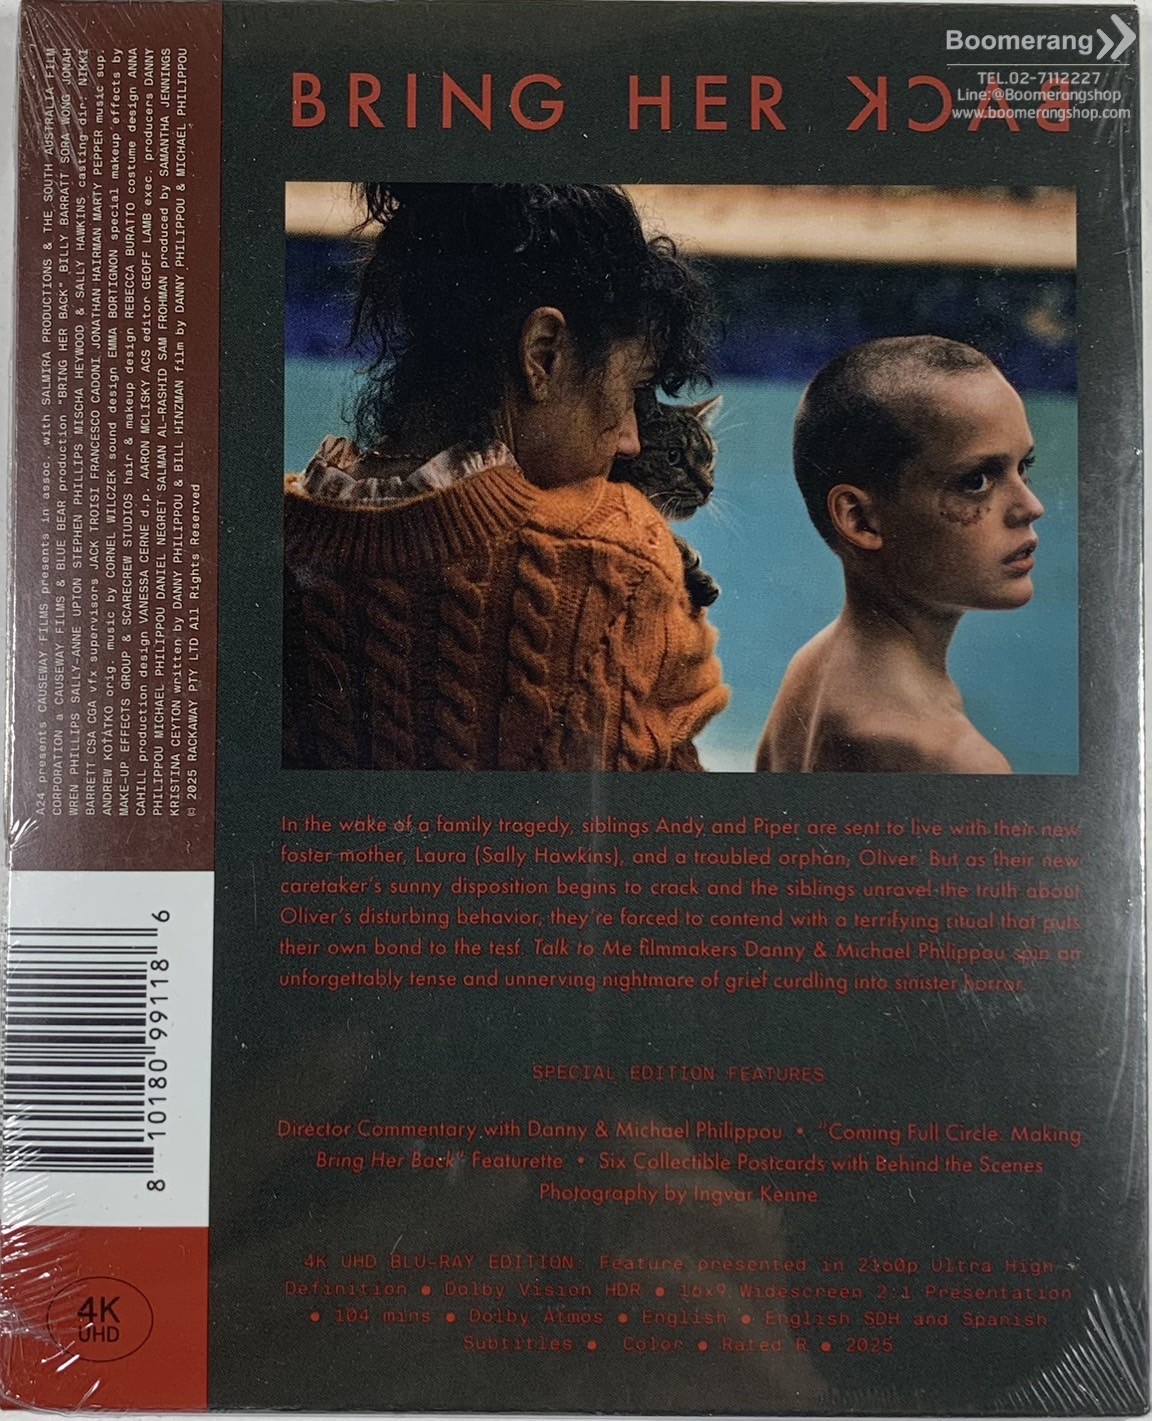 Boomerang
TEL.02-7112227
Line:@Boomerangshop
www.boomerangshop.com
BRING HER BACK
A24 presents CAUSEWAY FILMS presents in assoc. with SALMIRA PRODUCTIONS & THE SOUTH AUSTRALIA FILM
CORPORATION a CAUSEWAY FILMS & BLUE BEAR production "BRING HER BACK" BILLY BARRATT SORA WONG JONAH
WREN PHILLIPS SALLY-ANNE UPTON STEPHEN PHILLIPS MISCHA HEYWOOD & SALLY HAWKINS casting dir. NIKKI
BARRETT CSA CGA vfx supervisors JACK TROISI FRANCESCO CADONI JONATHAN HAIRMAN MARTY PEPPER music sup.
ANDREW KOTATKO orig. music by CORNEL WILCZEK sound design EMMA BORTIGNON special makeup effects by
MAKE-UP EFFECTS GROUP & SCARECREW STUDIOS hair & makeup design REBECCA BURATTO costume design ANNA
CAHILL production design VANESSA CERNE d.p. AARON MCLISKY ACS editor GEOFF LAMB exec. producers DANNY
PHILIPPOU MICHAEL PHILIPPOU DANIEL NEGRET SALMAN AL-RASHID SAM FROHMAN produced by SAMANTHA JENNINGS
KRISTINA CEYTON written by DANNY PHILIPPOU & BILL HINZMAN film by DANNY PHILIPPOU & MICHAEL PHILIPPOU
(c) 2025 RACKAWAY PTY LTD All Rights Reserved
In the wake of a family tragedy, siblings Andy and Piper are sent to live with their new
foster mother, Laura (Sally Hawkins), and a troubled orphan, Oliver. But as their new
caretaker's sunny disposition begins to crack and the siblings unravel the truth about
Oliver's disturbing behavior, they're forced to contend with a terrifying ritual that puts
their own bond to the test. Talk to Me filmmakers Danny & Michael Philippou spin an
unforgettably tense and unnerving nightmare of grief curdling into sinister horror.
8 10180 99118 6
SPECIAL EDITION FEATURES
Director Commentary with Danny & Michael Philippou • "Coming Full Circle: Making
Bring Her Back" Featurette • Six Collectible Postcards with Behind the Scenes
Photography by Ingvar Kenne
4K UHD BLU-RAY EDITION: Feature presented in 2160p Ultra High
Definition ● Dolby Vision HDR ● 16x9 Widescreen 2:1 Presentation
● 104 mins ● Dolby Atmos ● English ● English SDH and Spanish
Subtitles ● Color ● Rated R ● 2025
4K
UHD